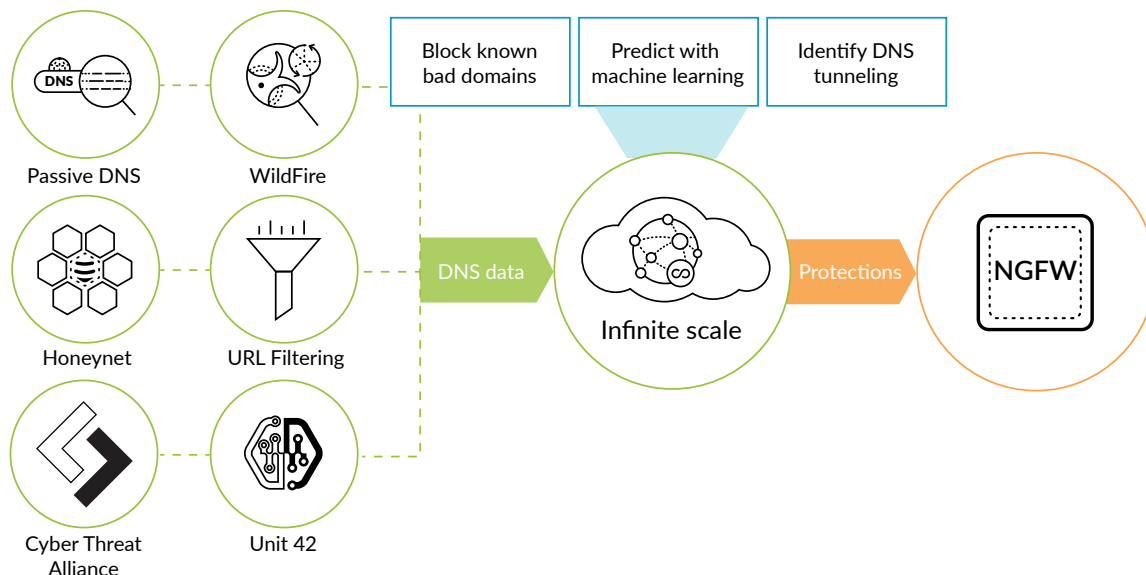 DNS
Passive DNS
WildFire
Block known
bad domains
Predict with
machine learning
Identify DNS
tunneling
Honeynet
URL Filtering
DNS data
Infinite scale
Protections
NGFW
Cyber Threat
Alliance
Unit 42